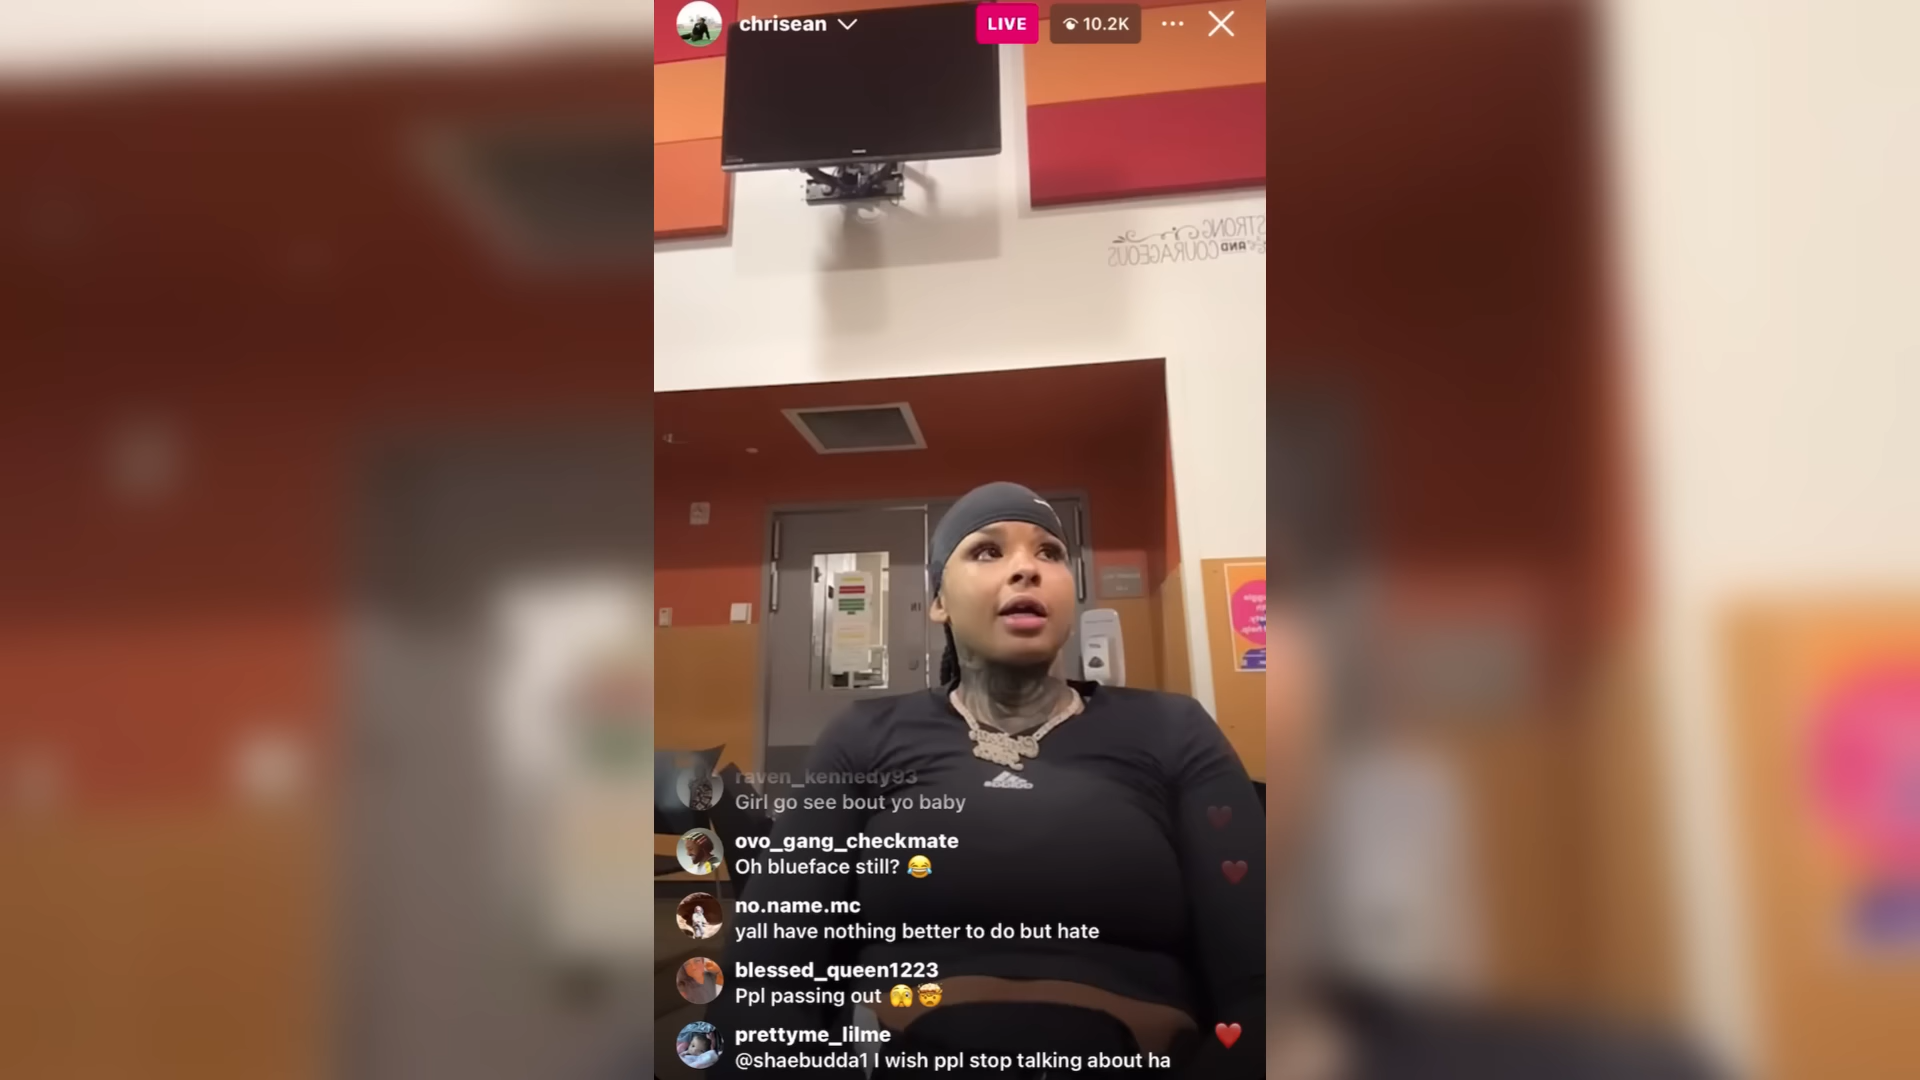 chrisean
LIVE
10.2K
STRONG
AND COURAGEOUS
adidas
raven_kennedy93
Girl go see bout yo baby
ovo_gang_checkmate
Oh blueface still? 😂
no.name.mc
yall have nothing better to do but hate
blessed_queen1223
Ppl passing out 🫣🤯
prettyme_lilme
@shaebudda1 I wish ppl stop talking about ha